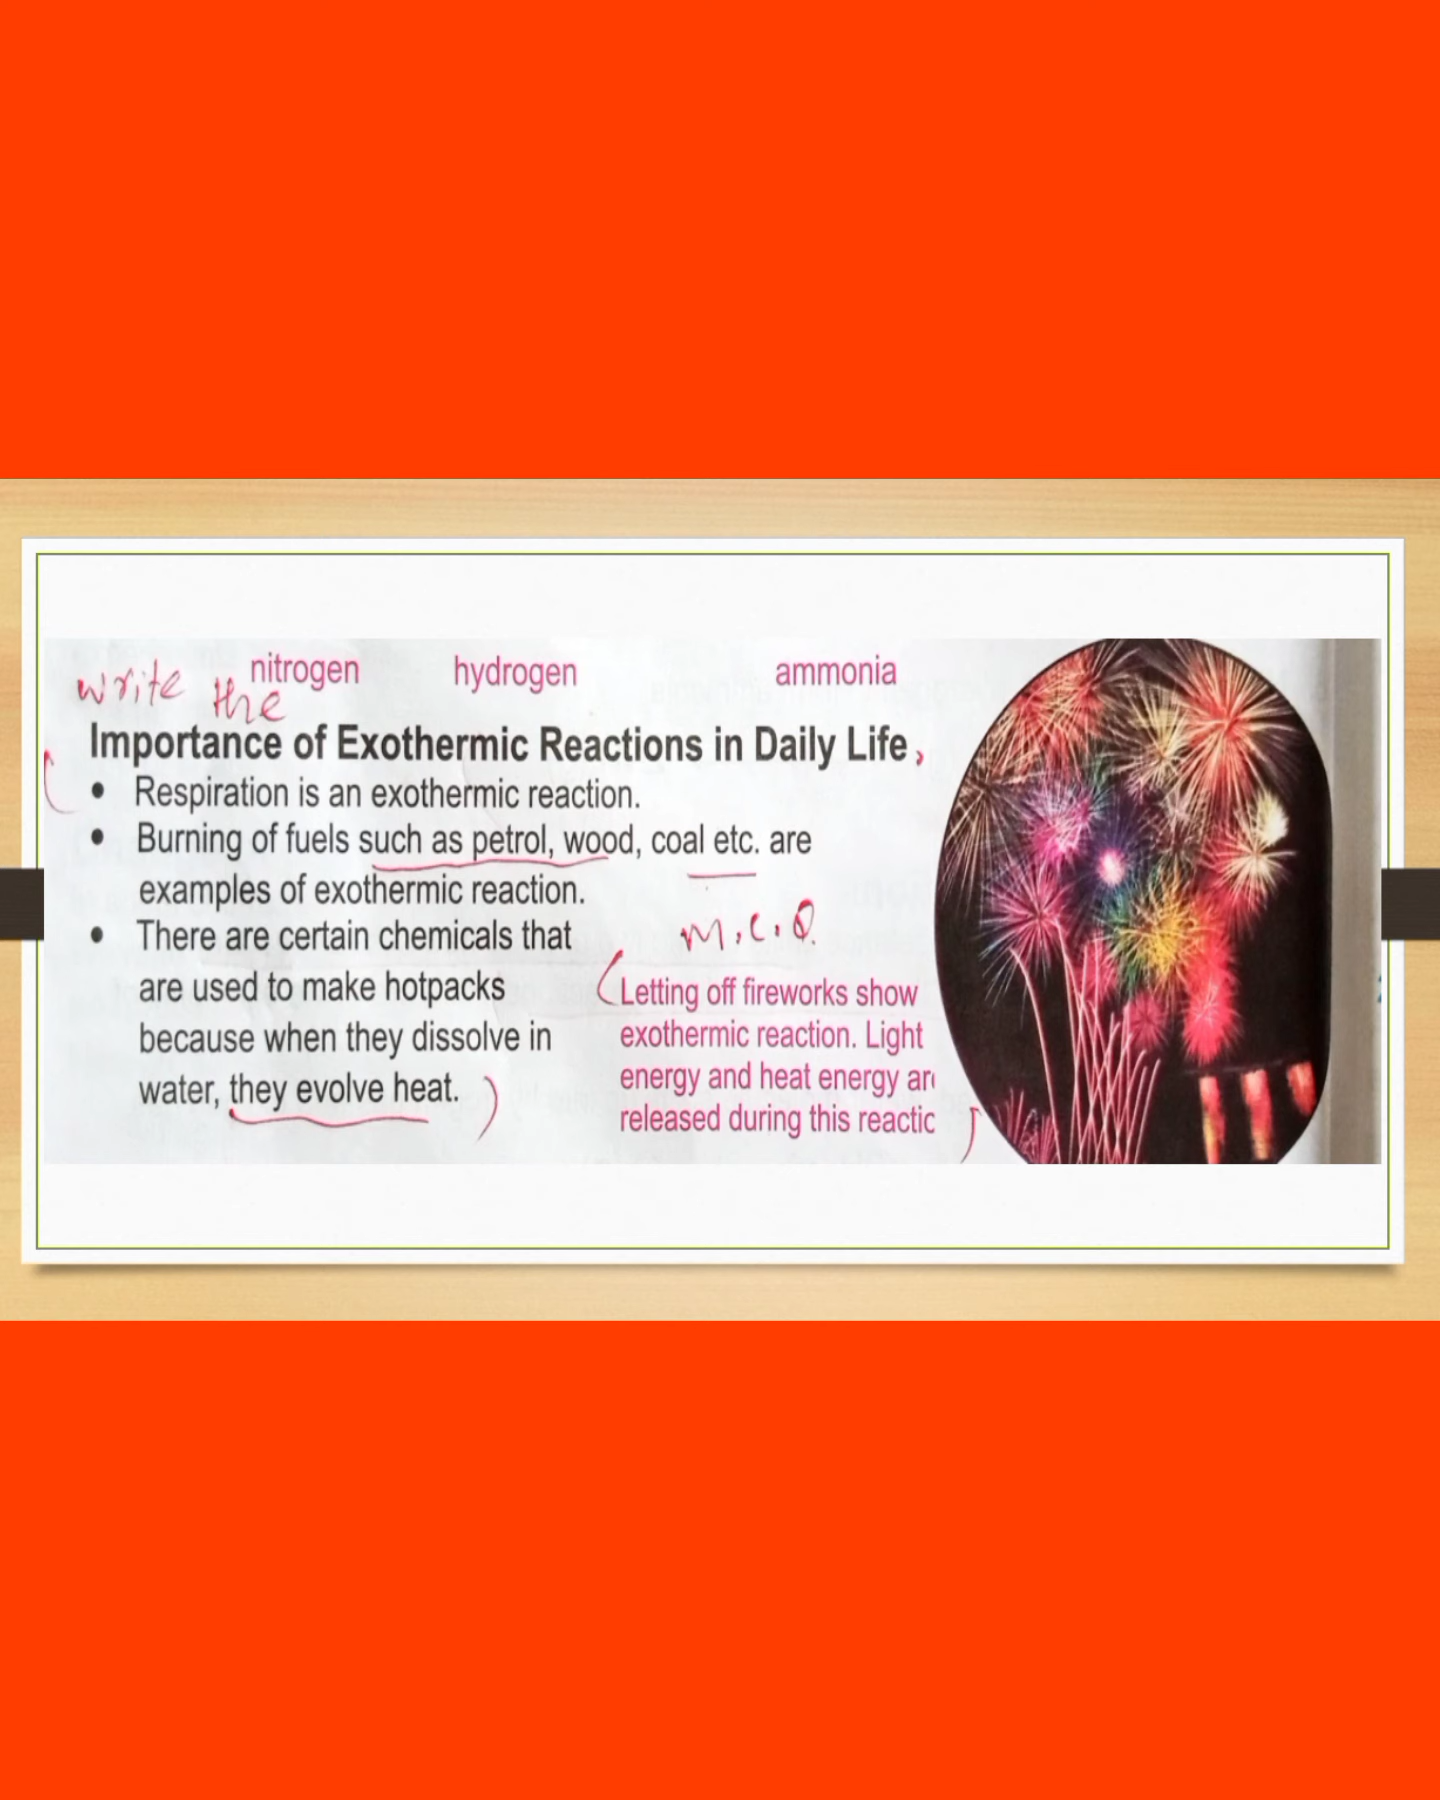 nitrogen hydrogen ammonia
write the
Importance of Exothermic Reactions in Daily Life,
• Respiration is an exothermic reaction.
• Burning of fuels such as petrol, wood, coal etc. are
examples of exothermic reaction.
• There are certain chemicals that
are used to make hotpacks
because when they dissolve in
water, they evolve heat.
M.C.Q.
Letting off fireworks show
exothermic reaction. Light
energy and heat energy are
released during this reactio